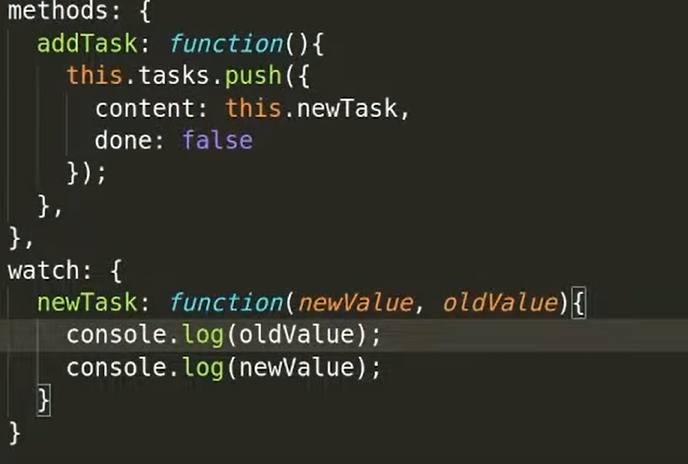 methods: {
addTask: function(){
this.tasks.push({
content: this.newTask,
done: false
});
},
},
watch: {
newTask: function(newValue, oldValue){
console.log(oldValue);
console.log(newValue);
}
}